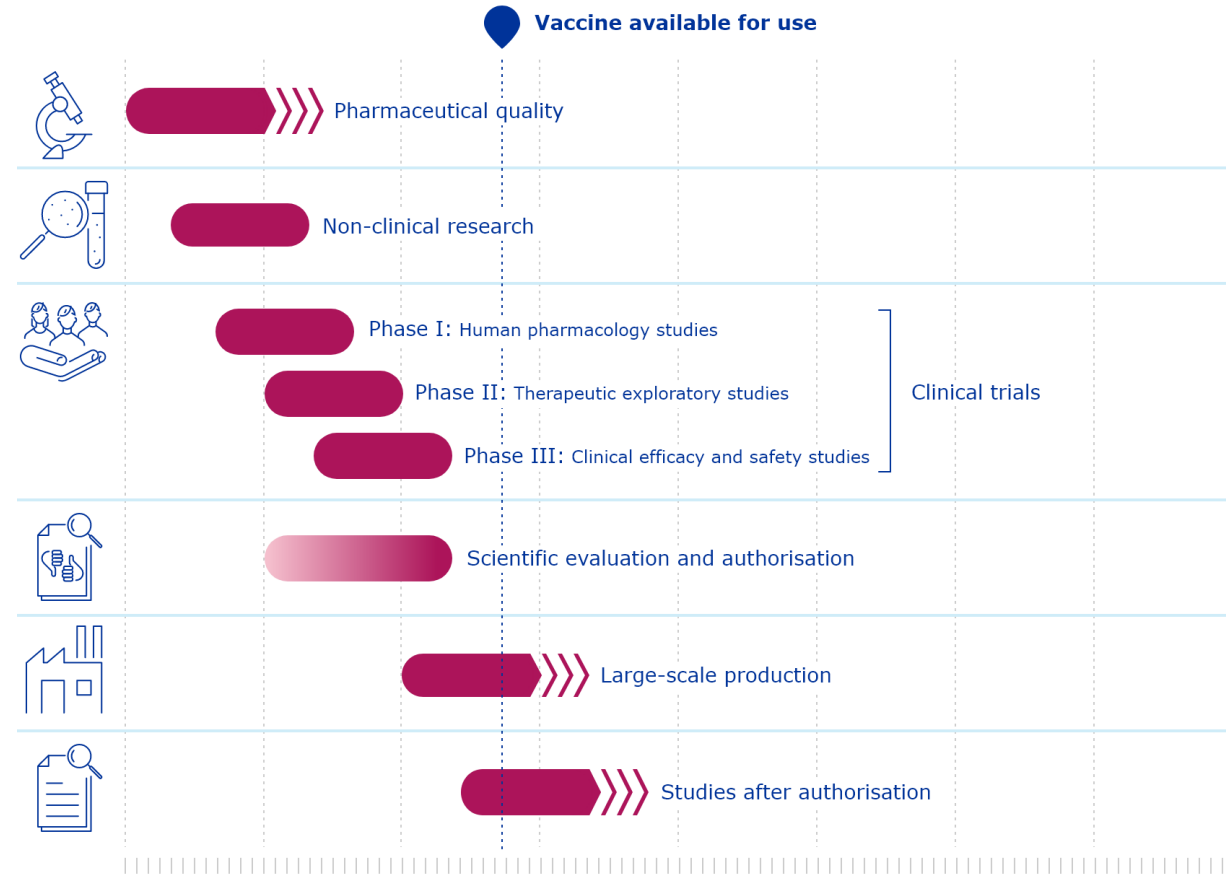 Vaccine available for use
Pharmaceutical quality
Non-clinical research
Phase I: Human pharmacology studies
Phase II: Therapeutic exploratory studies
Clinical trials
Phase III: Clinical efficacy and safety studies
Scientific evaluation and authorisation
Large-scale production
Studies after authorisation